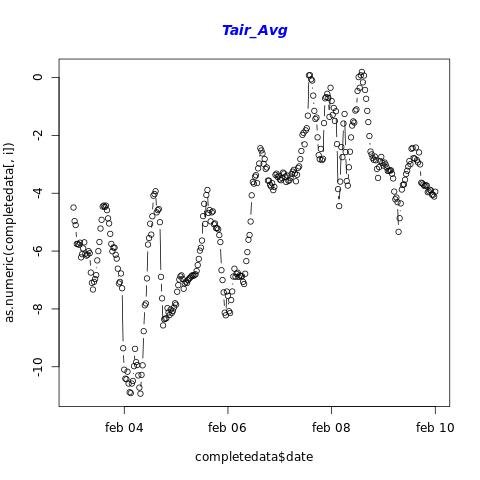 Tair_Avg
as.numeric(completedata[, i])
0
-2
-4
-6
-8
-10
feb 04
feb 06
feb 08
feb 10
completedata$date